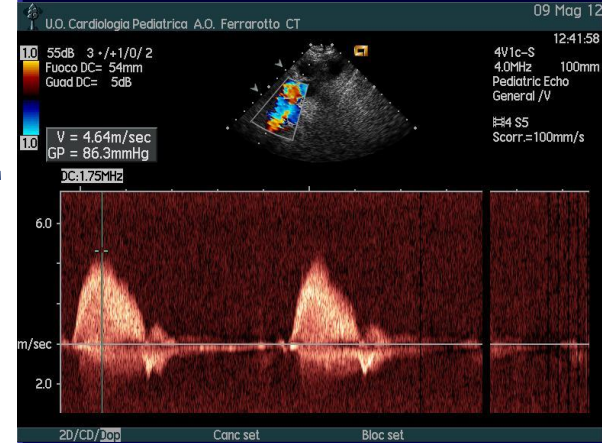 U.O. Cardiologia Pediatrica A.O. Ferrarotto CT
09 Mag 12
12:41:58
1.0
55dB 3 •/+1/0/ 2
Fuoco DC= 54mm
Guad DC= 5dB
1.0
V = 4.64m/sec
GP = 86.3mmHg
4V1c-S
4.0MHz 100mm
Pediatric Echo
General /V
4 S5
Scorr.=100mm/s
DC:1.75MHz
6.0
m/sec
2.0
2D/CD/Dop Canc set Bloc set